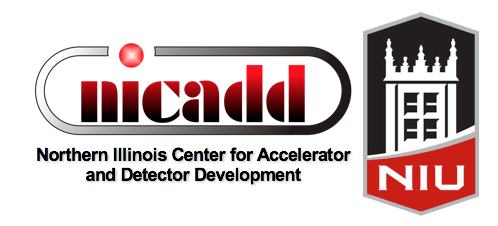 nicadd
Northern Illinois Center for Accelerator
and Detector Development
NIU